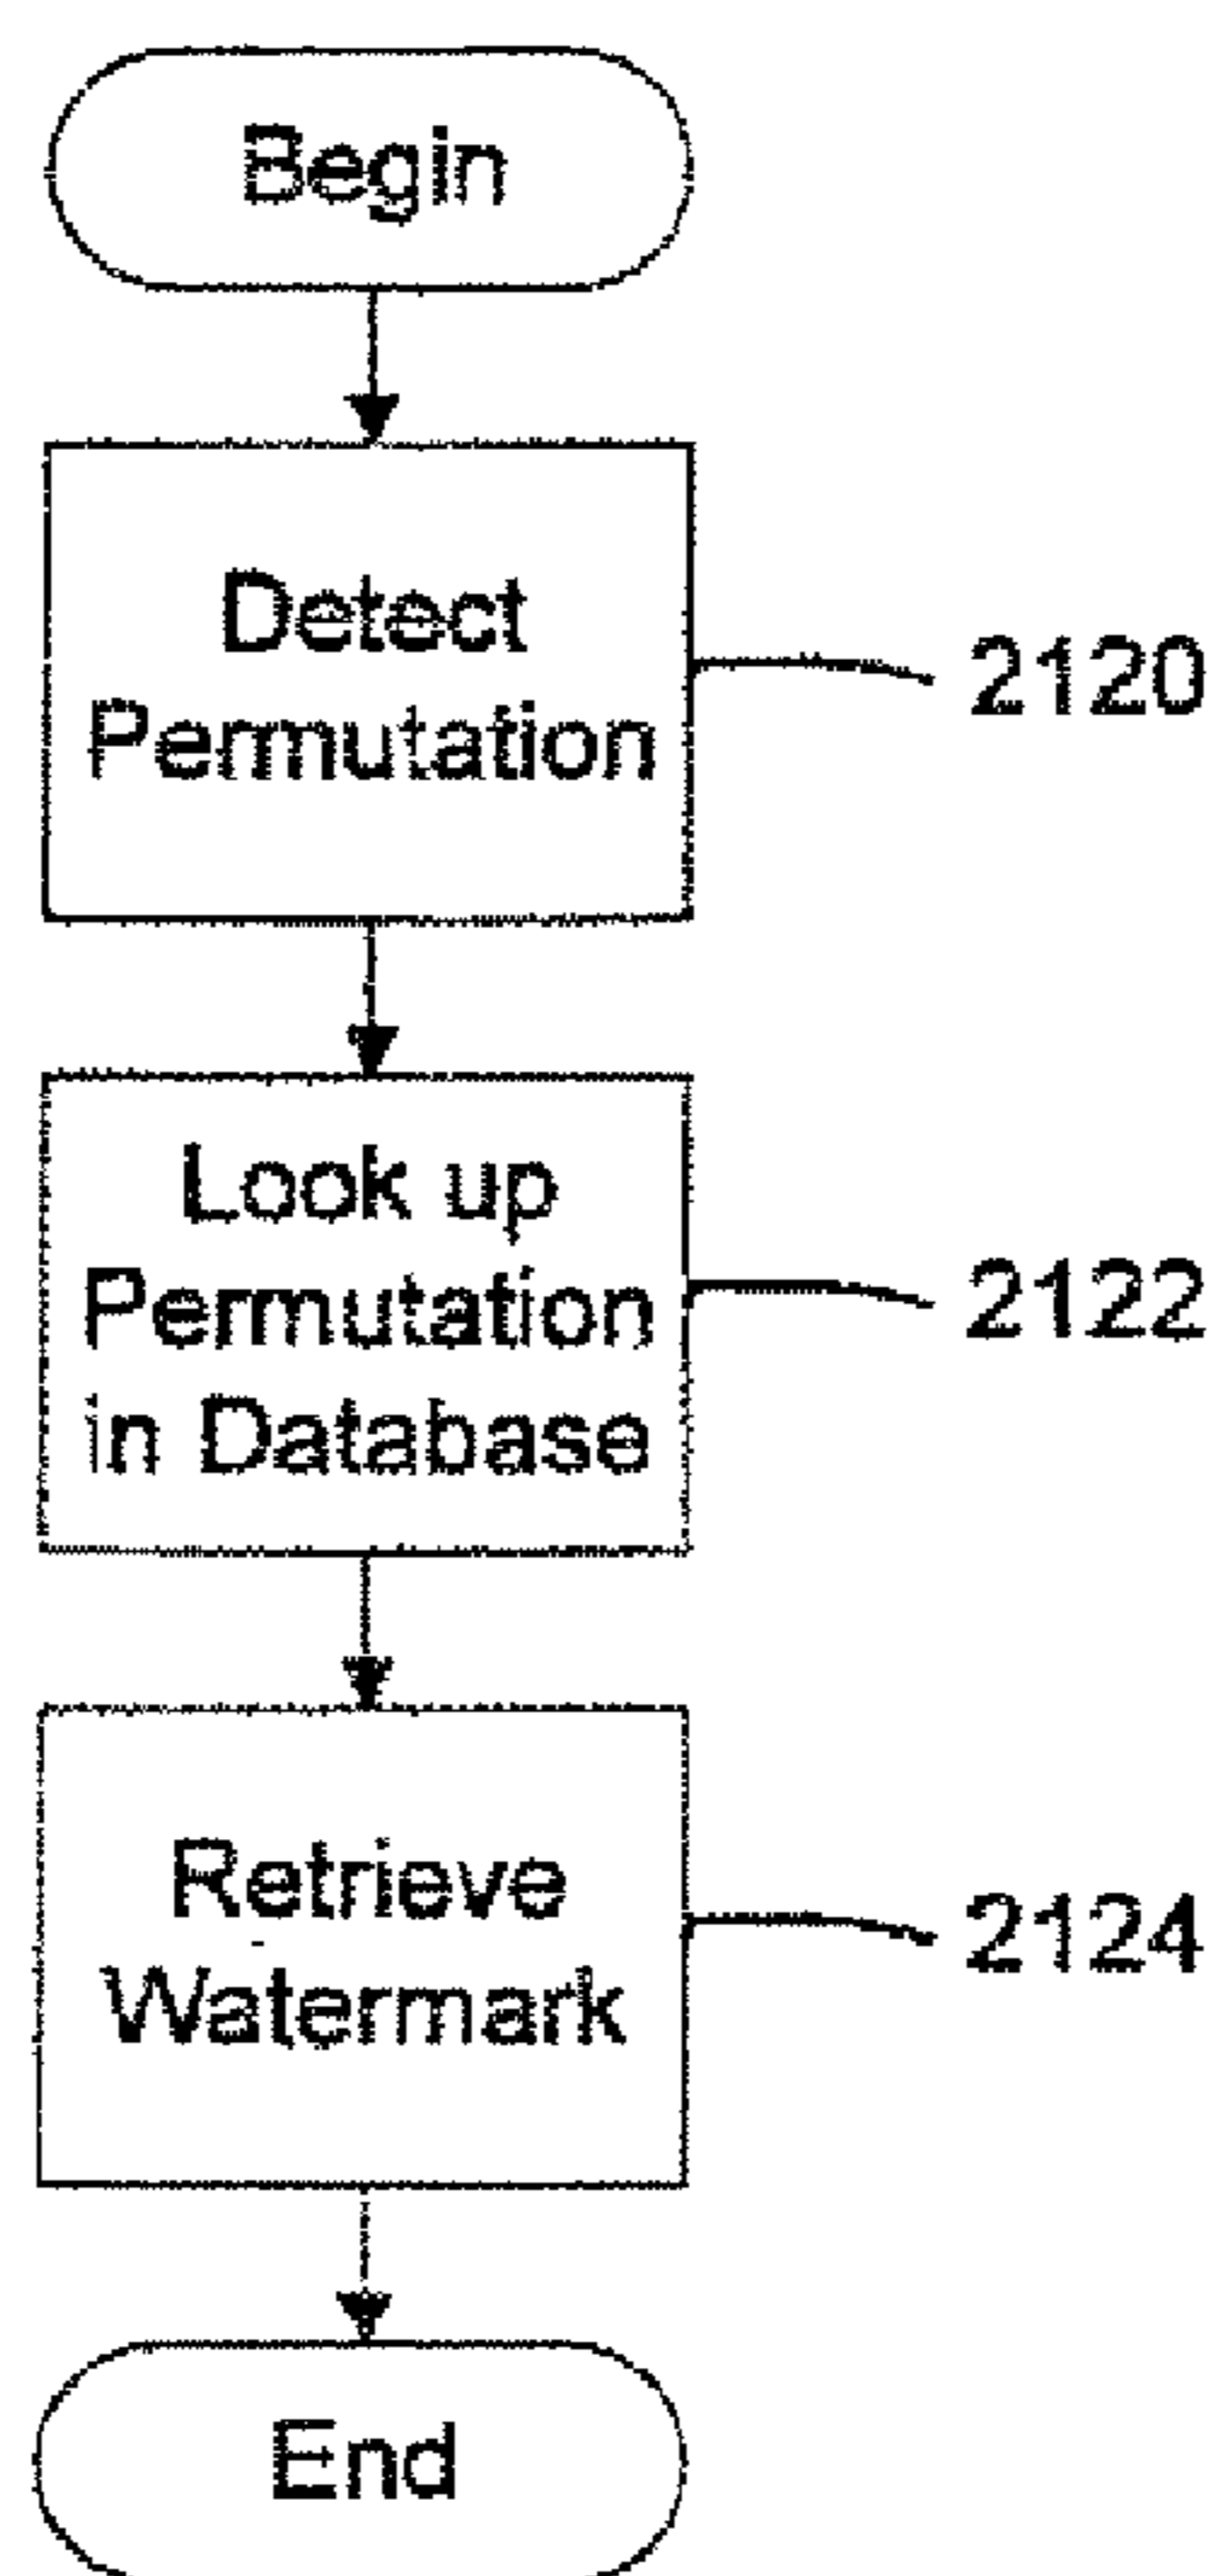 Begin
Detect
Permutation
2120
Look up
Permutation
in Database
2122
Retrieve
Watermark
2124
End